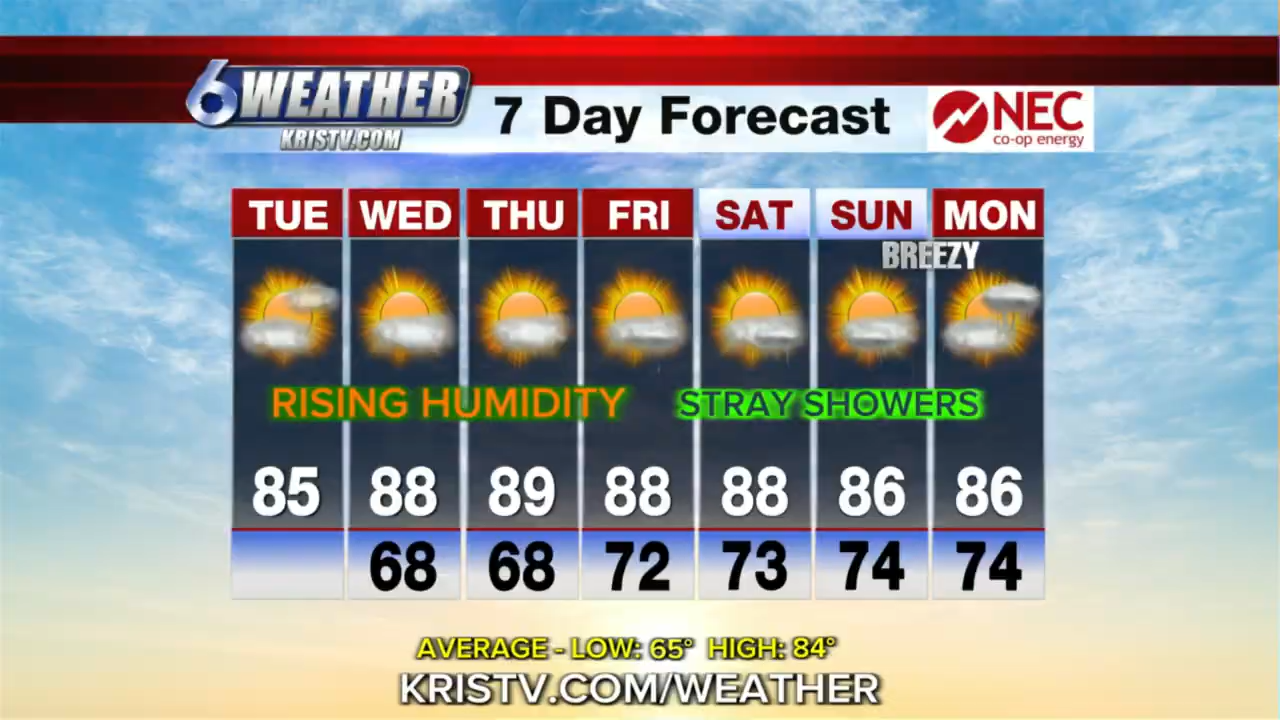 6 WEATHER
KRISTV.COM
7 Day Forecast
NEC
co-op energy
TUE WED THU FRI SAT SUN MON
BREEZY
RISING HUMIDITY STRAY SHOWERS
85 88 89 88 88 86 86
68 68 72 73 74 74
AVERAGE - LOW: 65° HIGH: 84°
KRISTV.COM/WEATHER